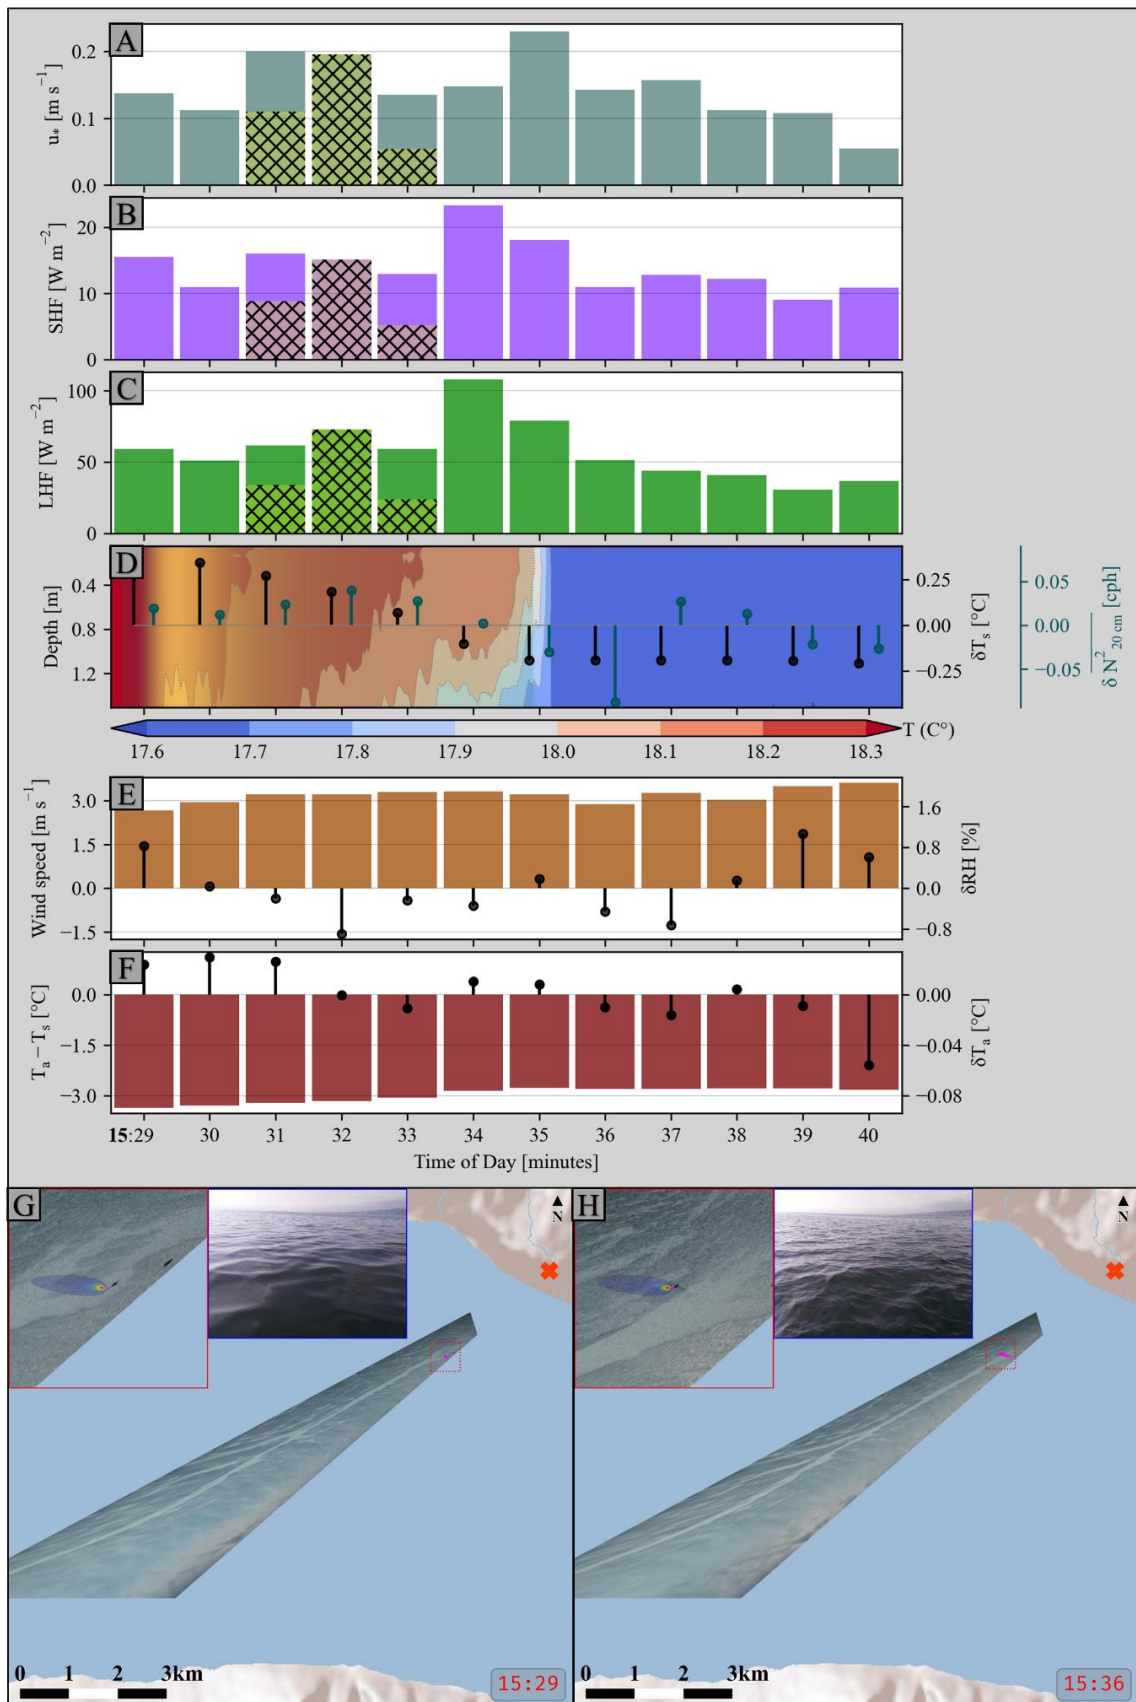 A
u* [m s⁻¹]
0.2
0.1
0.0
B
SHF [W m⁻²]
20
10
0
C
LHF [W m⁻²]
100
50
0
D
Depth [m]
0.4
0.8
1.2
0.25
0.00
−0.25
δTs [°C]
0.05
0.00
−0.05
δ N²20 cm [cph]
17.6 17.7 17.8 17.9 18.0 18.1 18.2 18.3
T (C°)
E
Wind speed [m s⁻¹]
3.0
1.5
0.0
−1.5
1.6
0.8
0.0
−0.8
δRH [%]
F
Ta − Ts [°C]
0.0
−1.5
−3.0
0.00
−0.04
−0.08
δTa [°C]
15:29 30 31 32 33 34 35 36 37 38 39 40
Time of Day [minutes]
G
N
0 1 2 3km
15:29
H
N
0 1 2 3km
15:36